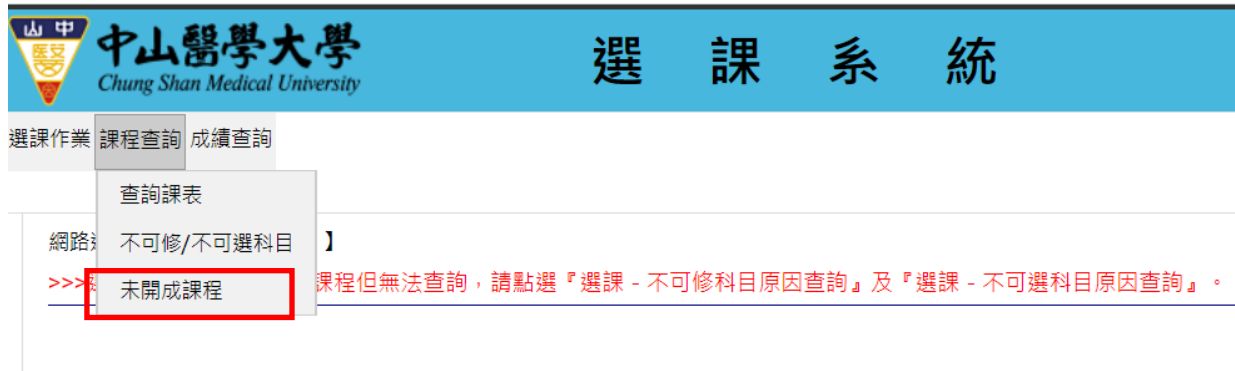 山中
醫艾
中山醫學大學
Chung Shan Medical University
選課系統
選課作業 課程查詢 成績查詢
查詢課表
網路 不可修/不可選科目 】
>>> 未開成課程 課程但無法查詢，請點選『選課 - 不可修科目原因查詢』及『選課 - 不可選科目原因查詢』。